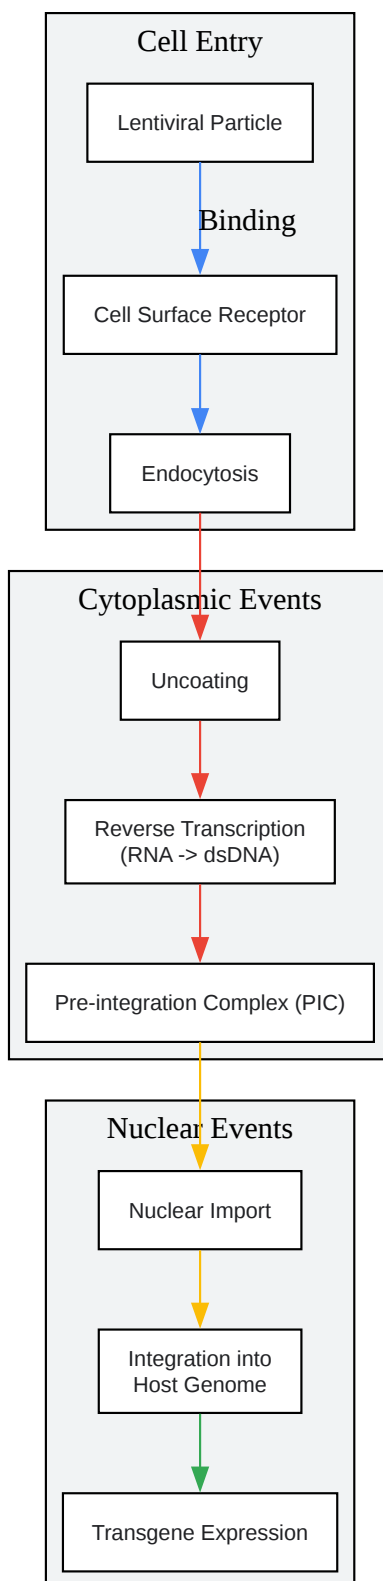 Cell Entry
Lentiviral Particle
Binding
Cell Surface Receptor
Endocytosis
Cytoplasmic Events
Uncoating
Reverse Transcription
(RNA -> dsDNA)
Pre-integration Complex (PIC)
Nuclear Events
Nuclear Import
Integration into
Host Genome
Transgene Expression